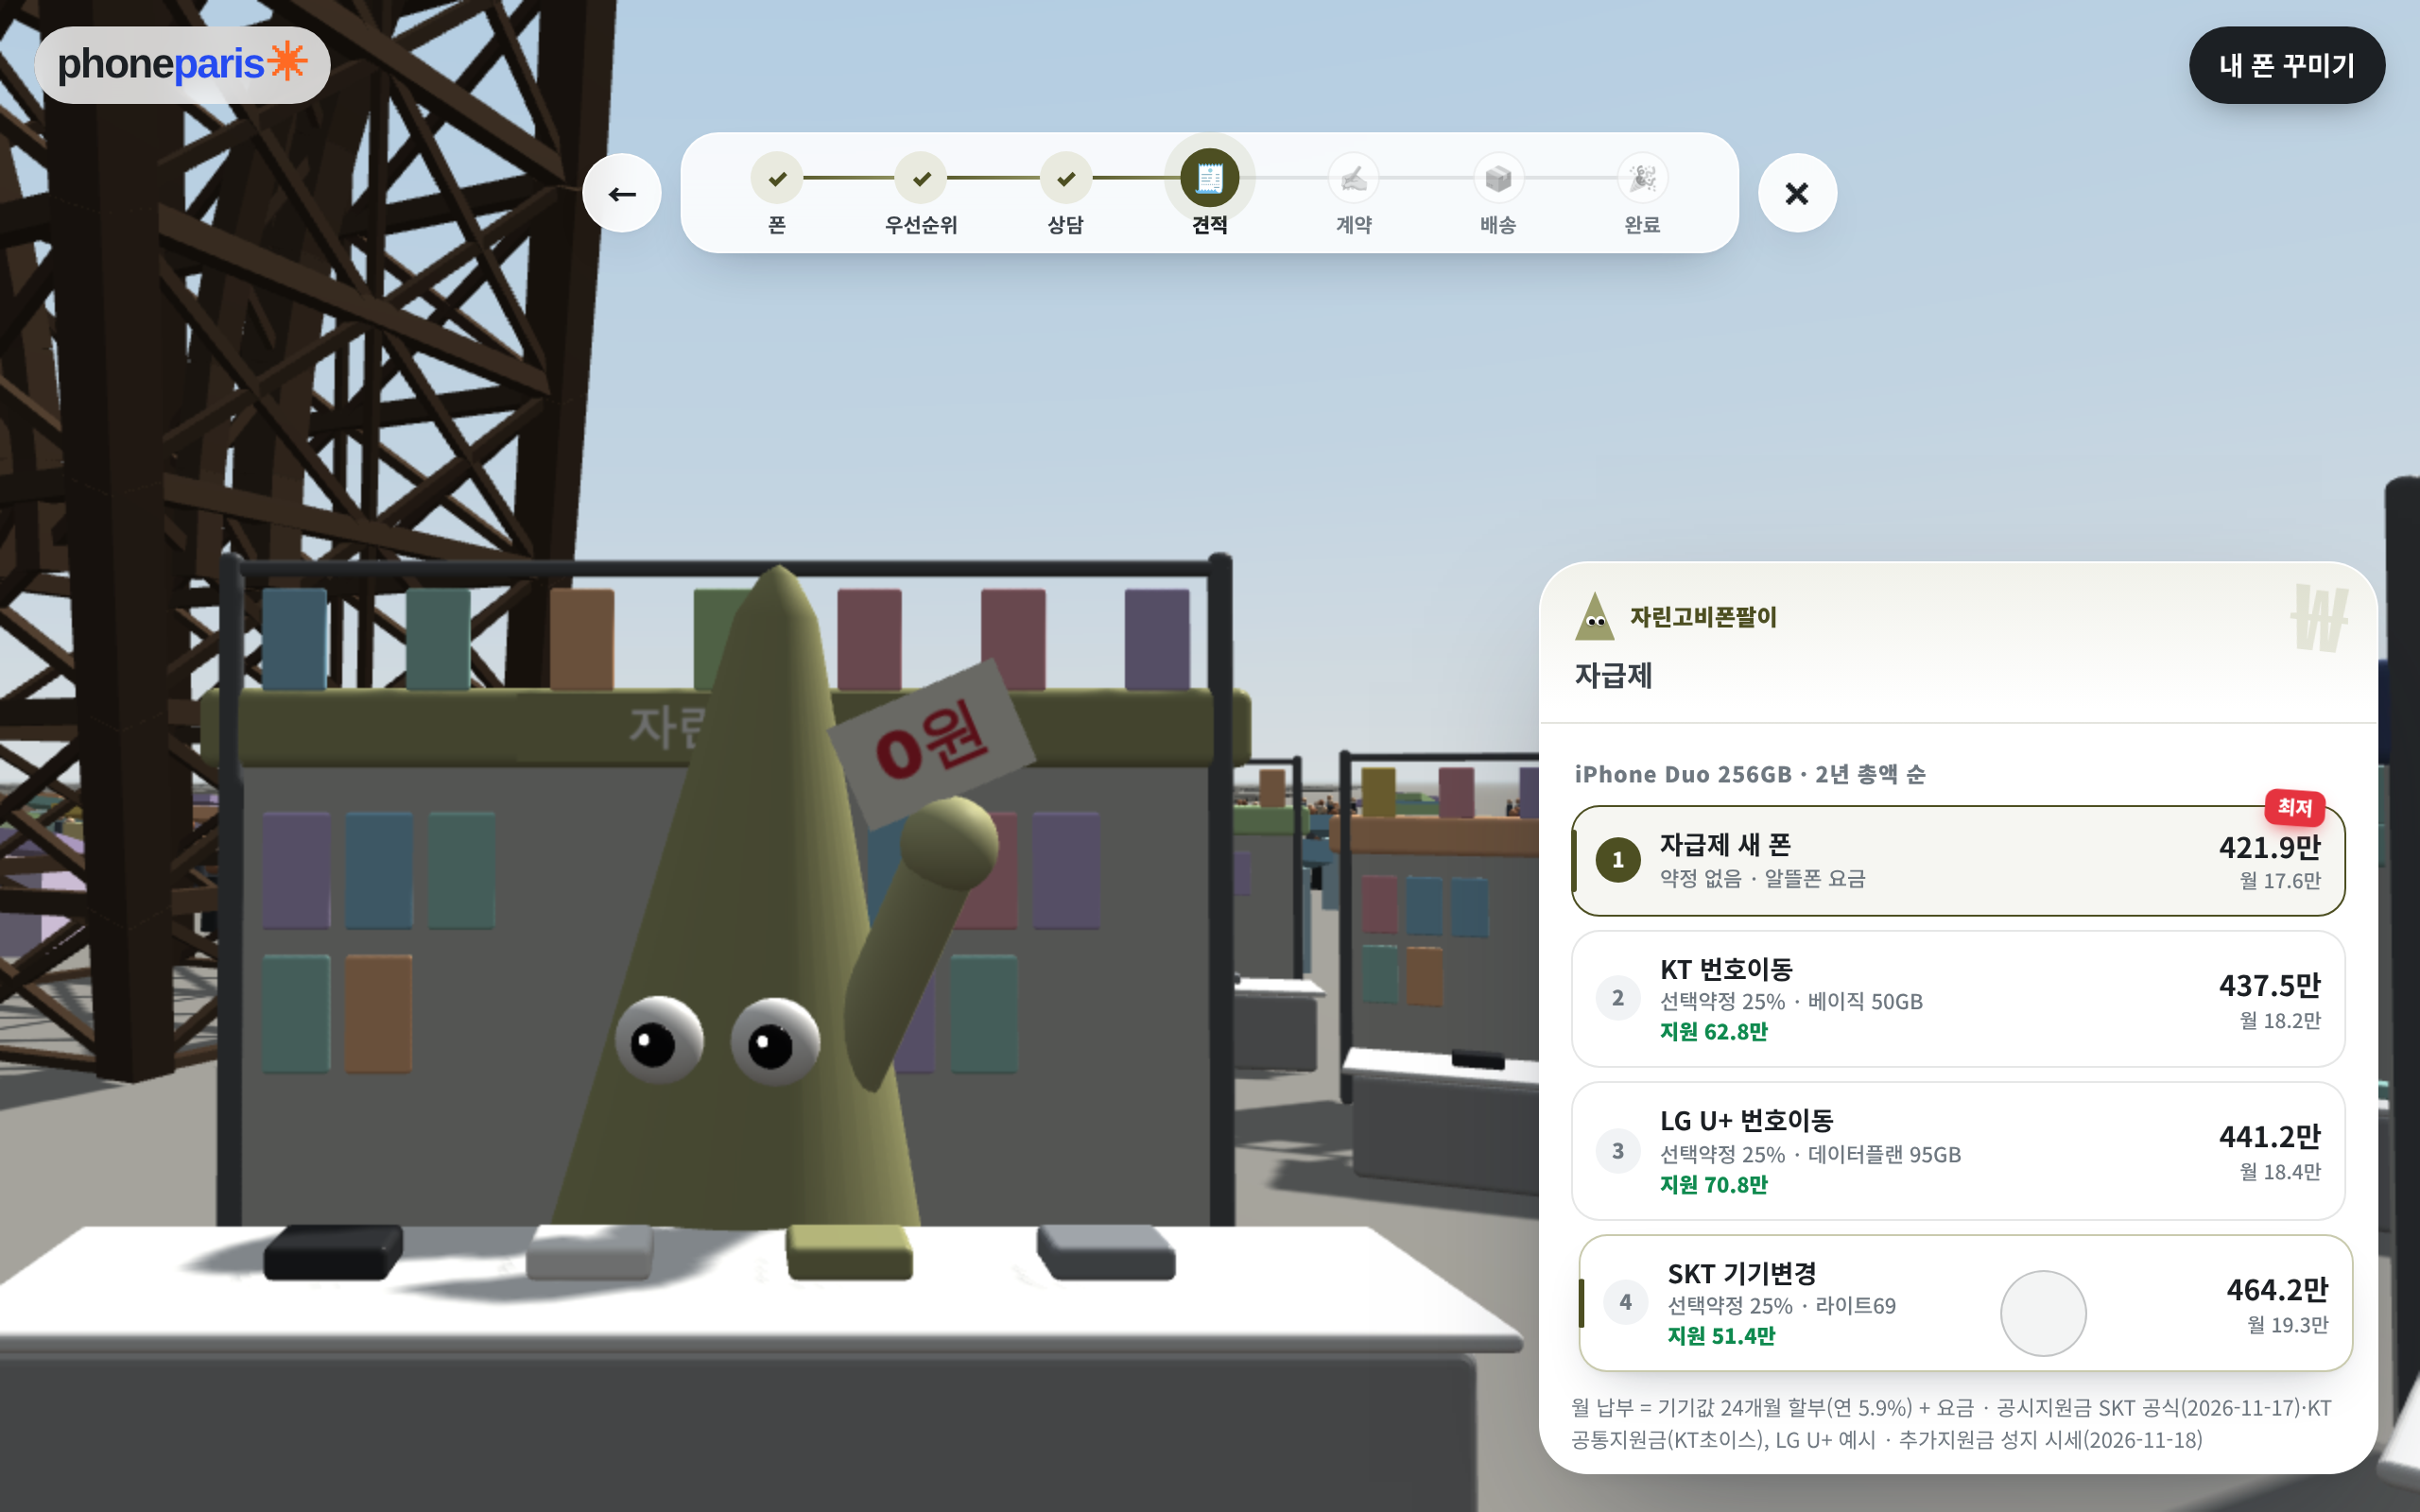 phoneparis
내 폰 꾸미기
폰
우선순위
상담
견적
계약
배송
완료
자린
0원
자린고비폰팔이
₩
자급제
iPhone Duo 256GB · 2년 총액 순
최저
1
자급제 새 폰
421.9만
약정 없음 · 알뜰폰 요금
월 17.6만
2
KT 번호이동
437.5만
선택약정 25% · 베이직 50GB
월 18.2만
지원 62.8만
3
LG U+ 번호이동
441.2만
선택약정 25% · 데이터플랜 95GB
월 18.4만
지원 70.8만
4
SKT 기기변경
464.2만
선택약정 25% · 라이트69
월 19.3만
지원 51.4만
월 납부 = 기기값 24개월 할부(연 5.9%) + 요금 · 공시지원금 SKT 공식(2026-11-17)·KT
공통지원금(KT초이스), LG U+ 예시 · 추가지원금 성지 시세(2026-11-18)